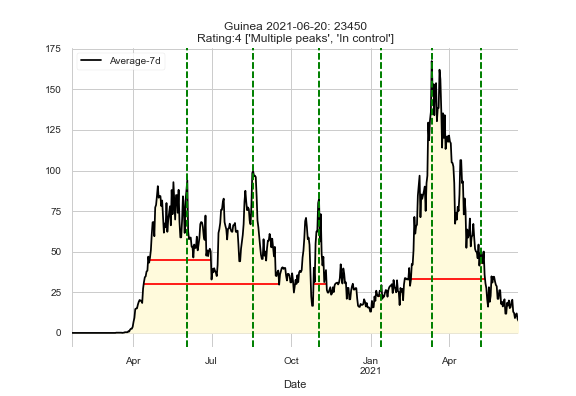 Guinea 2021-06-20: 23450
Rating:4 ['Multiple peaks', 'In control']
175
Average-7d
150
125
100
75
50
25
0
Apr Jul Oct Jan Apr
2021
Date